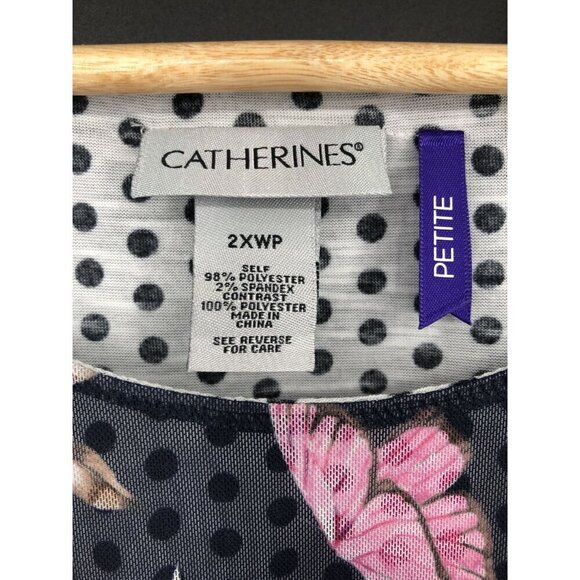 CATHERINES®
2XWP
SELF
98% POLYESTER
2% SPANDEX
CONTRAST
100% POLYESTER
MADE IN
CHINA
SEE REVERSE
FOR CARE
PETITE